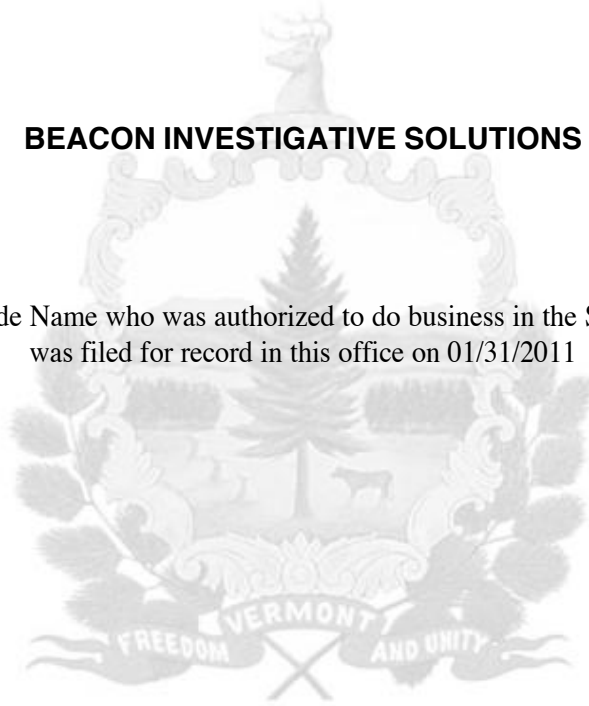 BEACON INVESTIGATIVE SOLUTIONS
de Name who was authorized to do business in the S
was filed for record in this office on 01/31/2011
VERMONT
FREEDOM AND UNITY